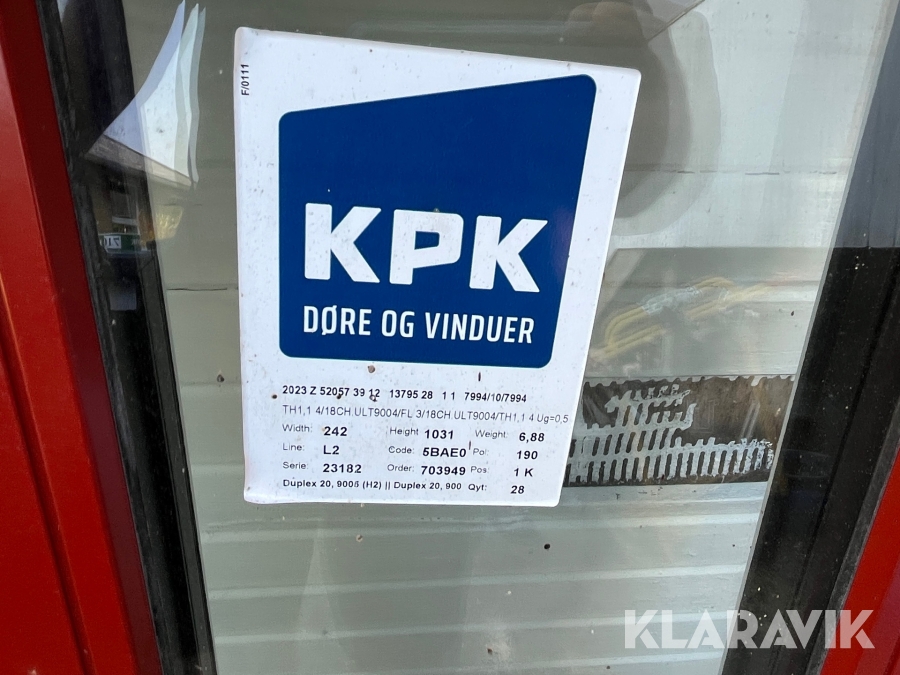 F/0111
KPK
DØRE OG VINDUER
2023 Z 52057 39 12 13795 28 1 1 7994/10/7994
TH1,1 4/18CH.ULT9004/FL 3/18CH.ULT9004/TH1,1 4 Ug=0,5
Width: 242 Height 1031 Weight: 6,88
Line: L2 Code: 5BAE0 Pol: 190
Serie: 23182 Order: 703949 Pos: 1 K
Duplex 20, 9005 (H2) || Duplex 20, 900 Qyt: 28
KLARAVIK